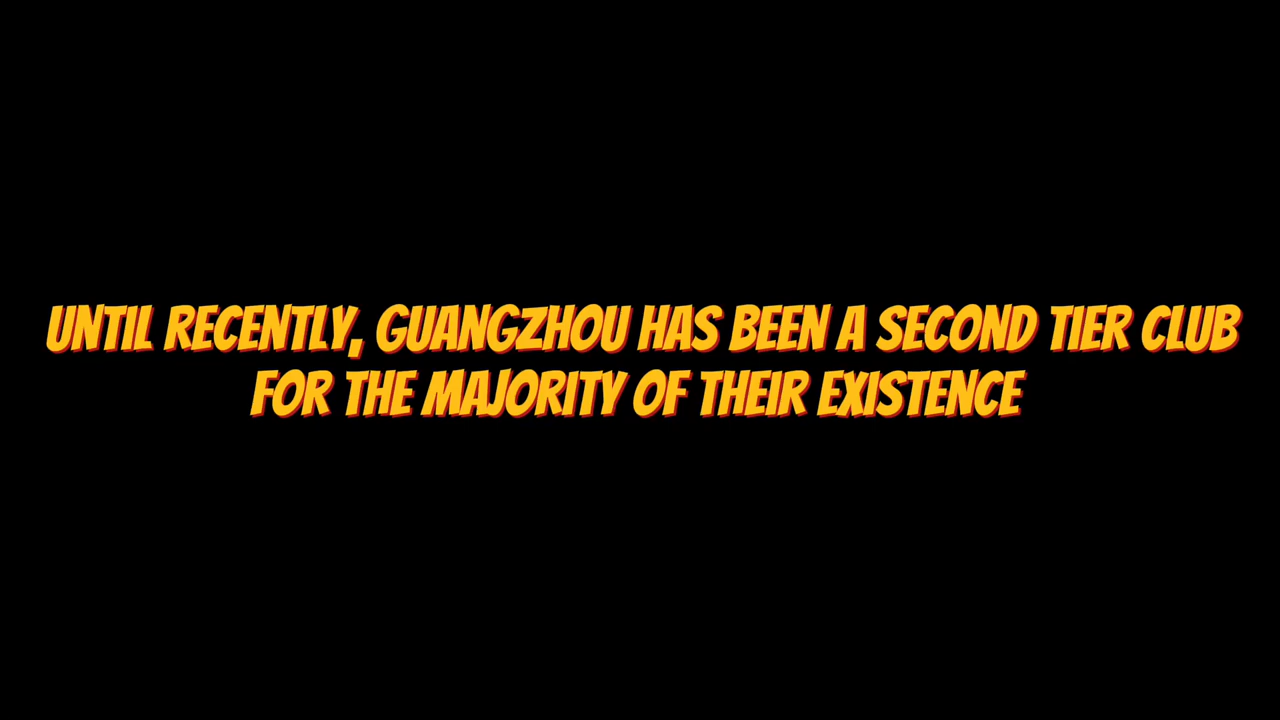 UNTIL RECENTLY, GUANGZHOU HAS BEEN A SECOND TIER CLUB
FOR THE MAJORITY OF THEIR EXISTENCE